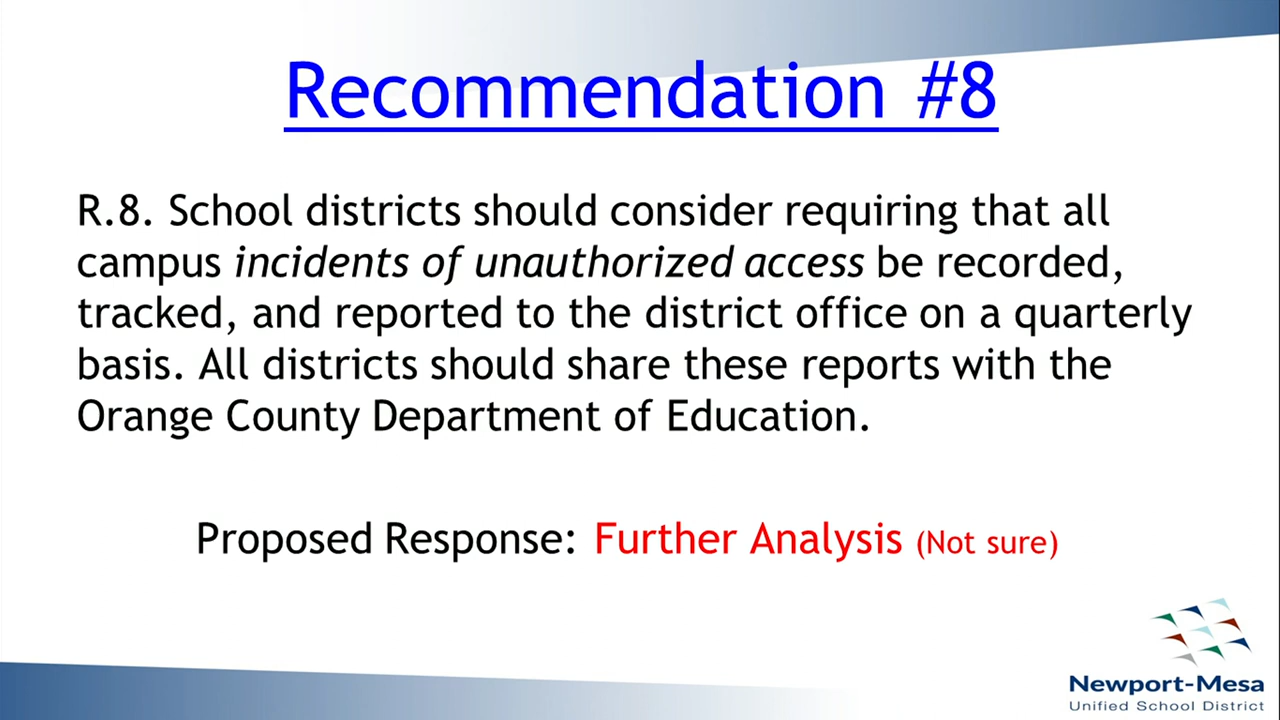 Recommendation #8
R.8. School districts should consider requiring that all
campus incidents of unauthorized access be recorded,
tracked, and reported to the district office on a quarterly
basis. All districts should share these reports with the
Orange County Department of Education.
Proposed Response: Further Analysis (Not sure)
Newport-Mesa
Unified School District